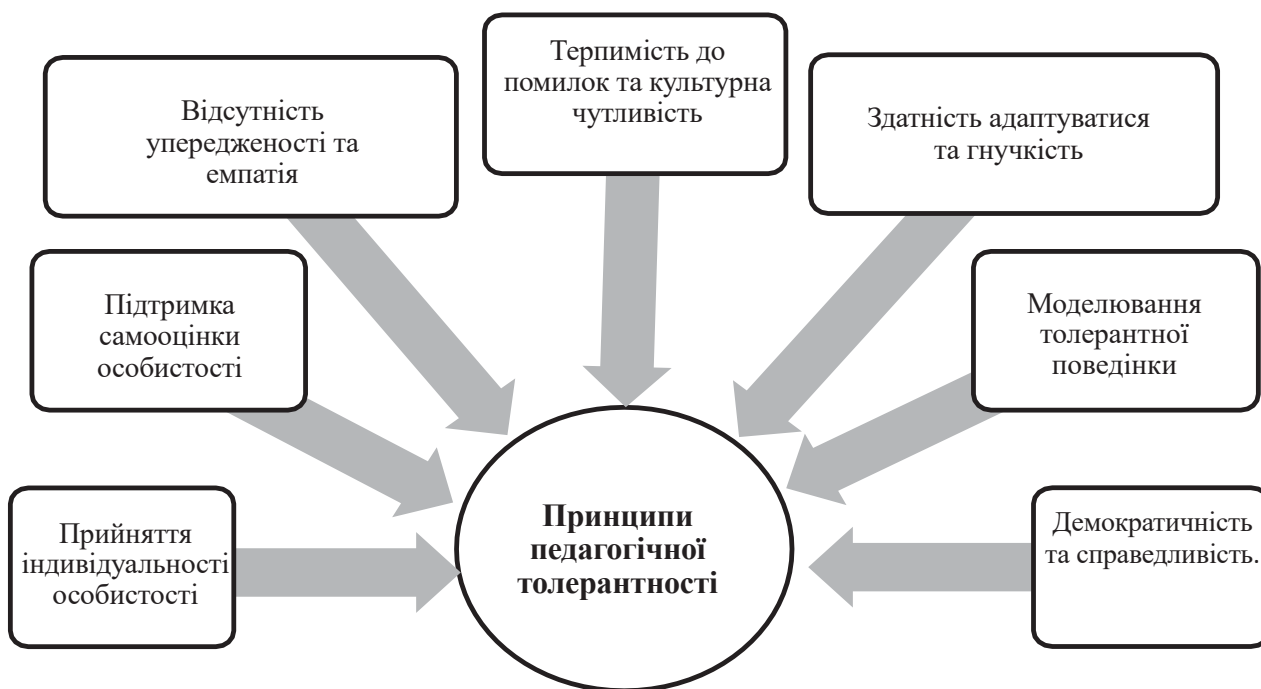 Терпимість до
помилок та культурна
чутливість
Відсутність
упередженості та
емпатія
Здатність адаптуватися
та гнучкість
Підтримка
самооцінки
особистості
Моделювання
толерантної
поведінки
Прийняття
індивідуальності
особистості
Принципи
педагогічної
толерантності
Демократичність
та справедливість.